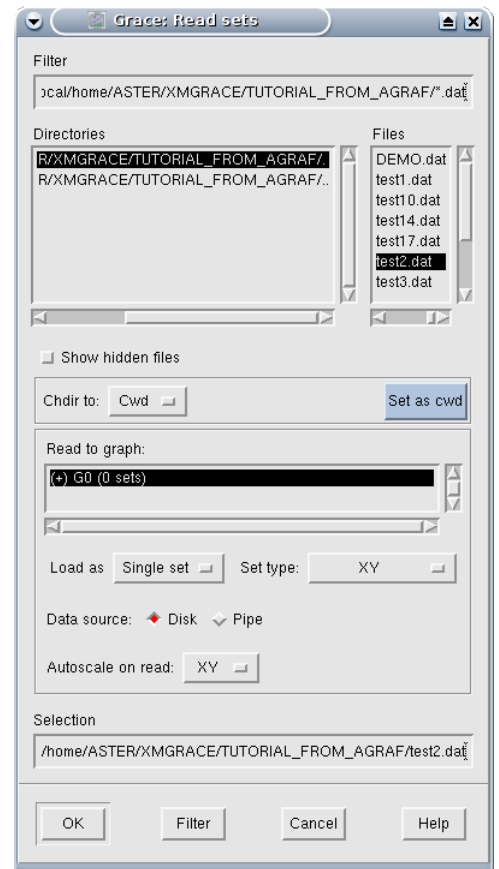 Grace: Read sets
Filter
ocal/home/ASTER/XMGRACE/TUTORIAL_FROM_AGRAF/*.dat
Directories Files
R/XMGRACE/TUTORIAL_FROM_AGRAF/.
R/XMGRACE/TUTORIAL_FROM_AGRAF/..
DEMO.dat
test1.dat
test10.dat
test14.dat
test17.dat
test2.dat
test3.dat
Show hidden files
Chdir to: Cwd Set as cwd
Read to graph:
(+) G0 (0 sets)
Load as Single set Set type: XY
Data source: Disk Pipe
Autoscale on read: XY
Selection
/home/ASTER/XMGRACE/TUTORIAL_FROM_AGRAF/test2.dat
OK Filter Cancel Help